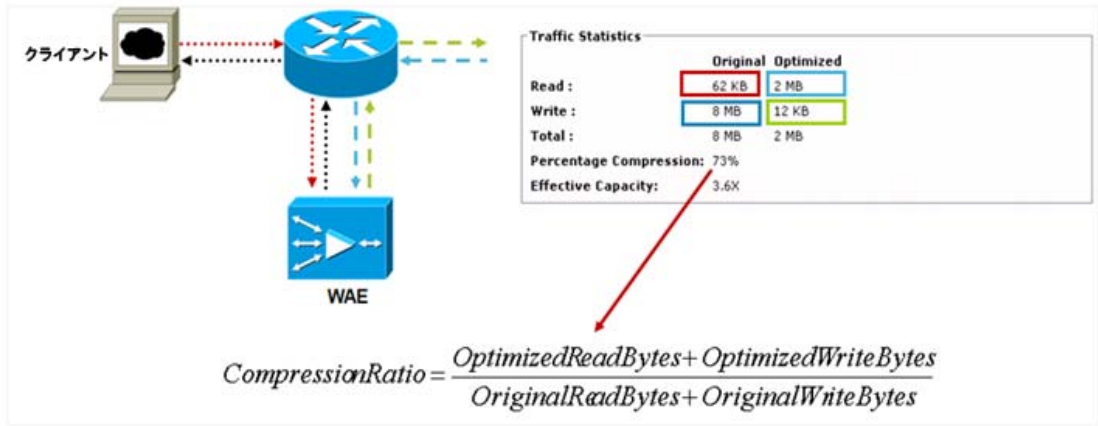 クライアント
WAE
Traffic Statistics
Original Optimized
Read : 62 KB 2 MB
Write : 8 MB 12 KB
Total : 8 MB 2 MB
Percentage Compression: 73%
Effective Capacity: 3.6X
CompressionRatio = OptimizedReadBytes + OptimizedWriteBytes
OriginalReadBytes + OriginalWriteBytes